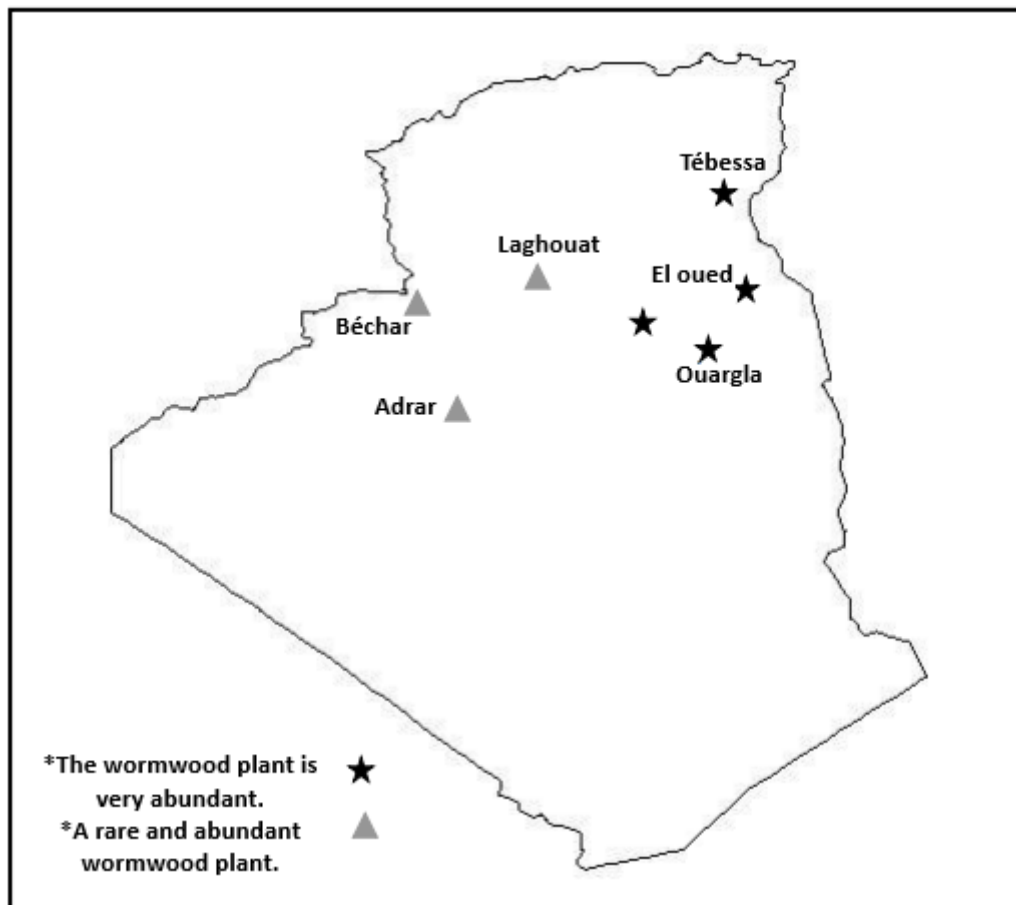 Tébessa
Laghouat
El oued
Béchar
Ouargla
Adrar
*The wormwood plant is
very abundant.
*A rare and abundant
wormwood plant.